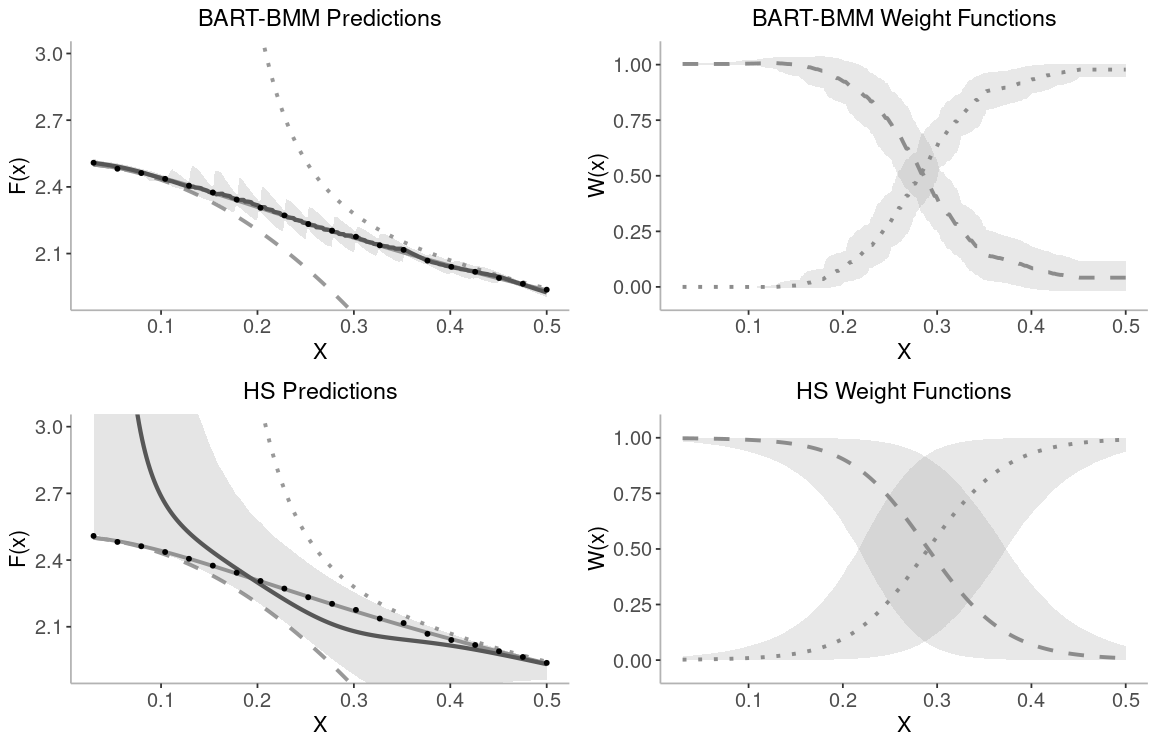 BART-BMM Predictions
F(x)
3.0
2.7
2.4
2.1
0.1 0.2 0.3 0.4 0.5
X
BART-BMM Weight Functions
W(x)
1.00
0.75
0.50
0.25
0.00
0.1 0.2 0.3 0.4 0.5
X
HS Predictions
F(x)
3.0
2.7
2.4
2.1
0.1 0.2 0.3 0.4 0.5
X
HS Weight Functions
W(x)
1.00
0.75
0.50
0.25
0.00
0.1 0.2 0.3 0.4 0.5
X